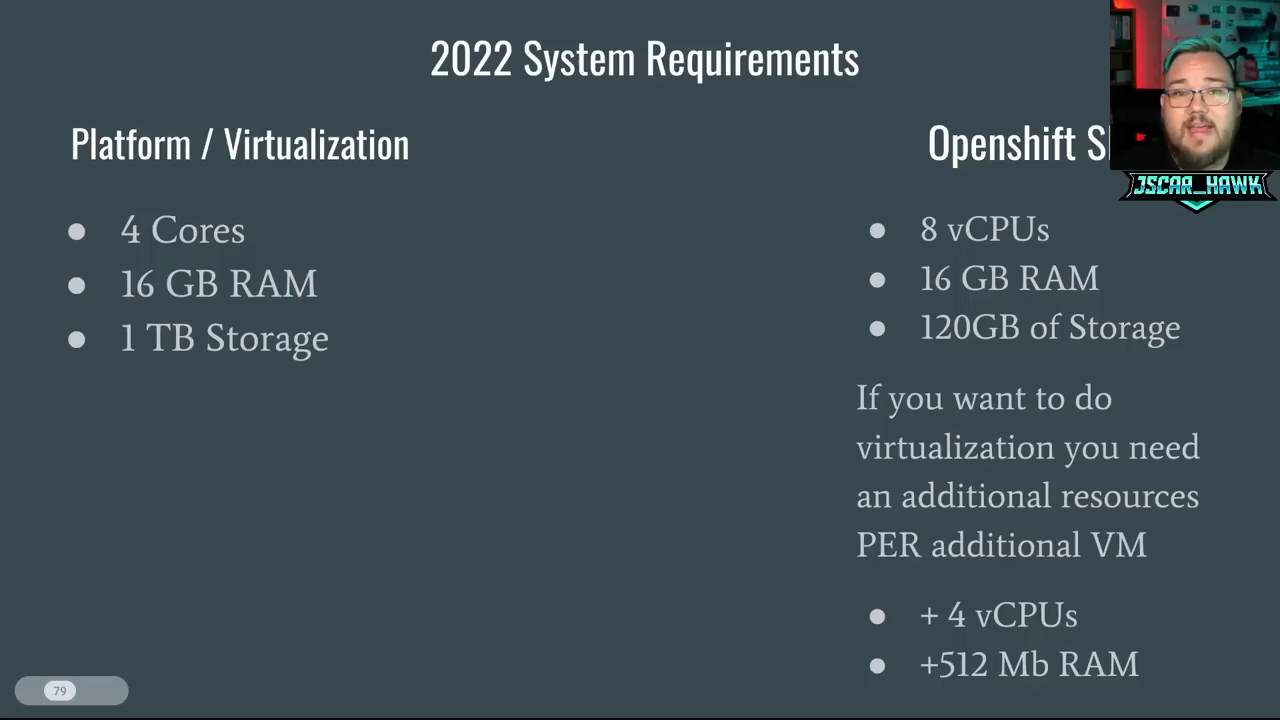 2022 System Requirements
Platform / Virtualization
● 4 Cores
● 16 GB RAM
● 1 TB Storage
Openshift
● 8 vCPUs
● 16 GB RAM
● 120GB of Storage
If you want to do
virtualization you need
an additional resources
PER additional VM
● + 4 vCPUs
● +512 Mb RAM
JSCAR_HAWK
79